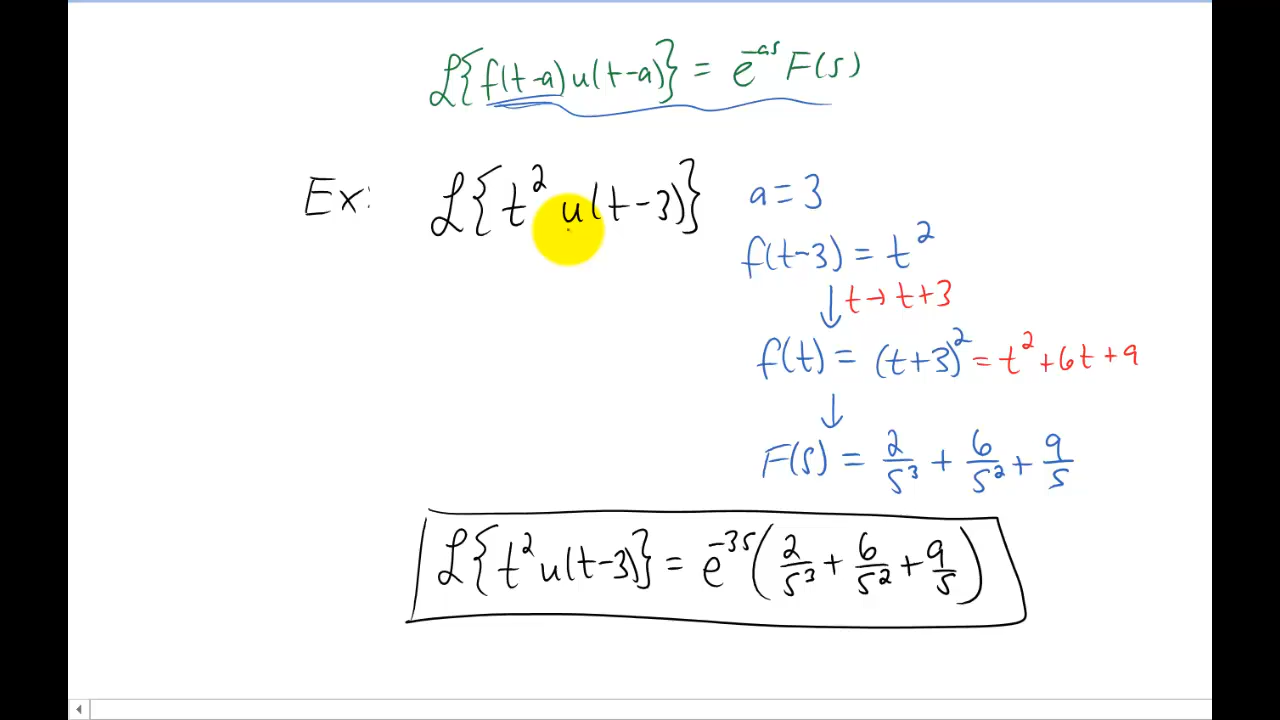 ℒ{f(t-a)u(t-a)} = e^{-as} F(s)
Ex: ℒ{t² u(t-3)}
a = 3
f(t-3) = t²
↓ t → t+3
f(t) = (t+3)² = t² + 6t + 9
↓
F(s) = 2/s³ + 6/s² + 9/s
ℒ{t² u(t-3)} = e^{-3s} (2/s³ + 6/s² + 9/s)